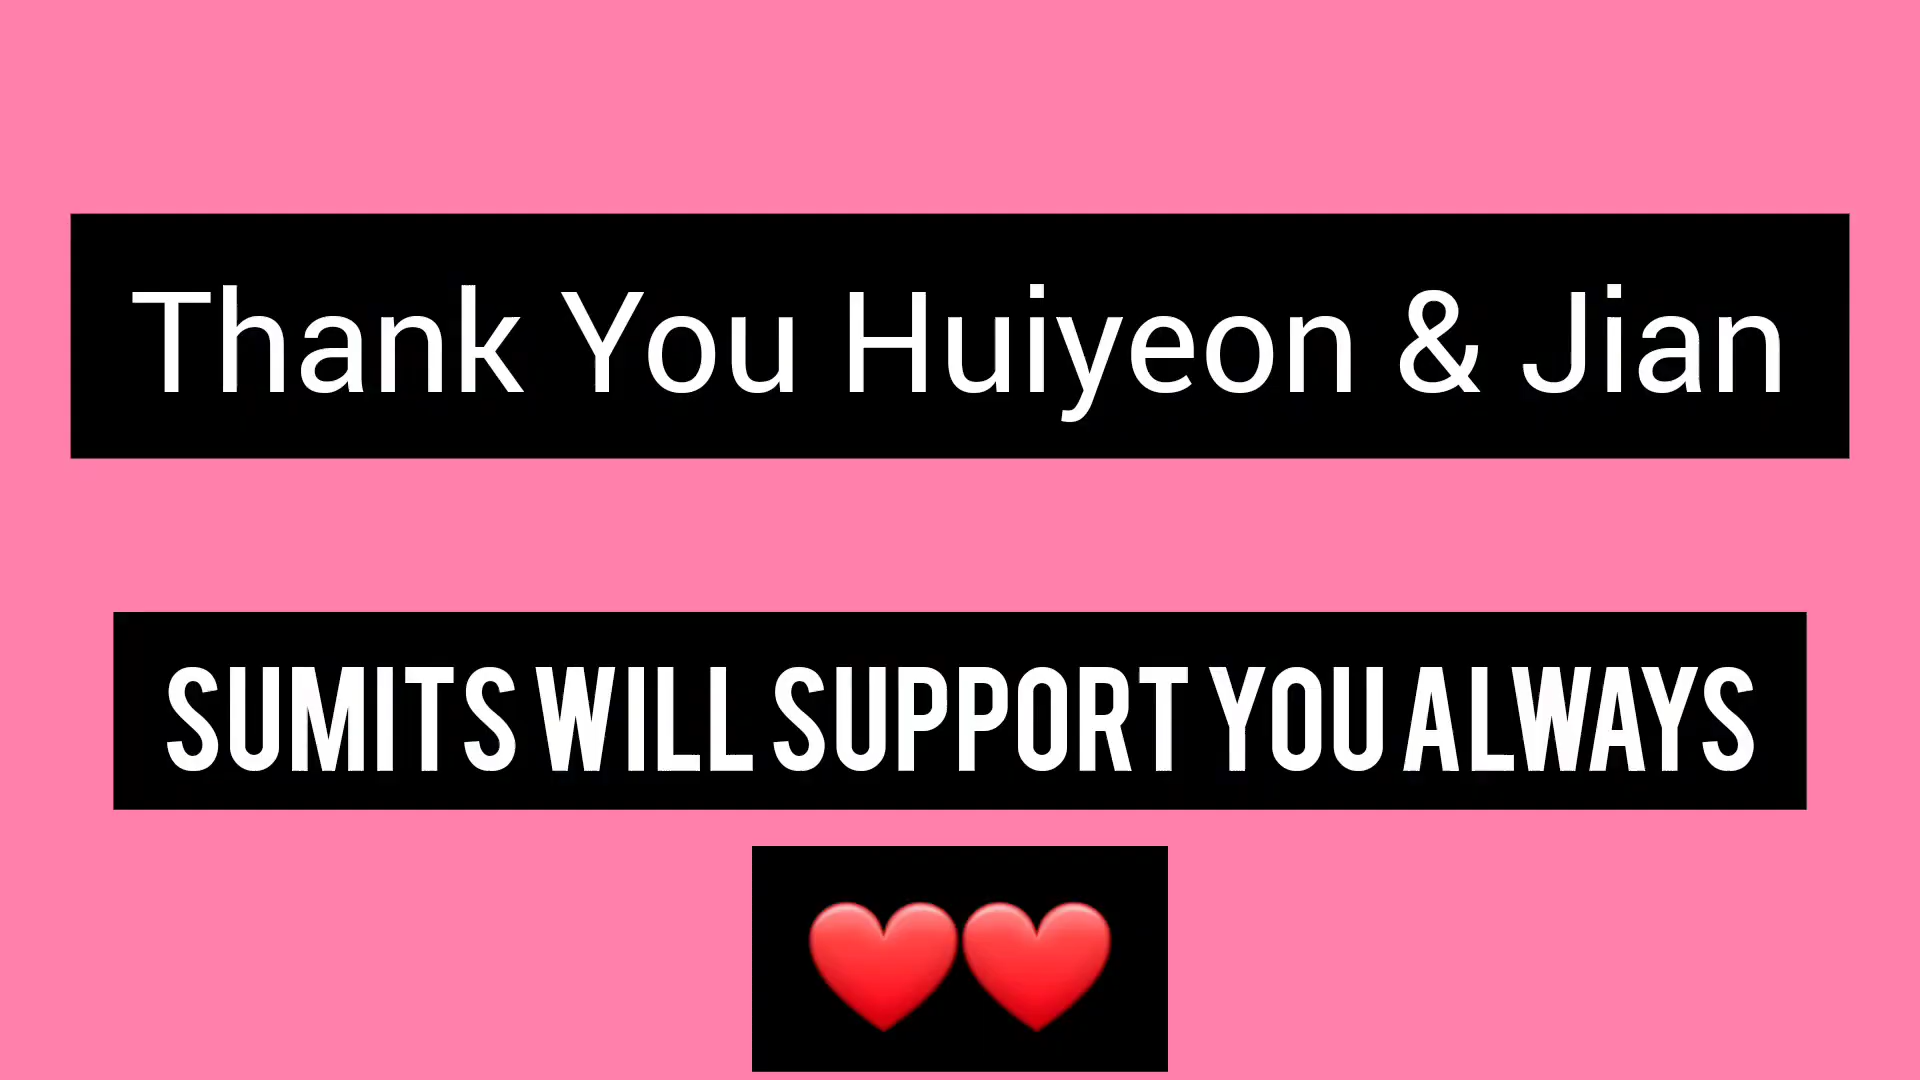 Thank You Huiyeon & Jian
SUMITS WILL SUPPORT YOU ALWAYS
❤️❤️